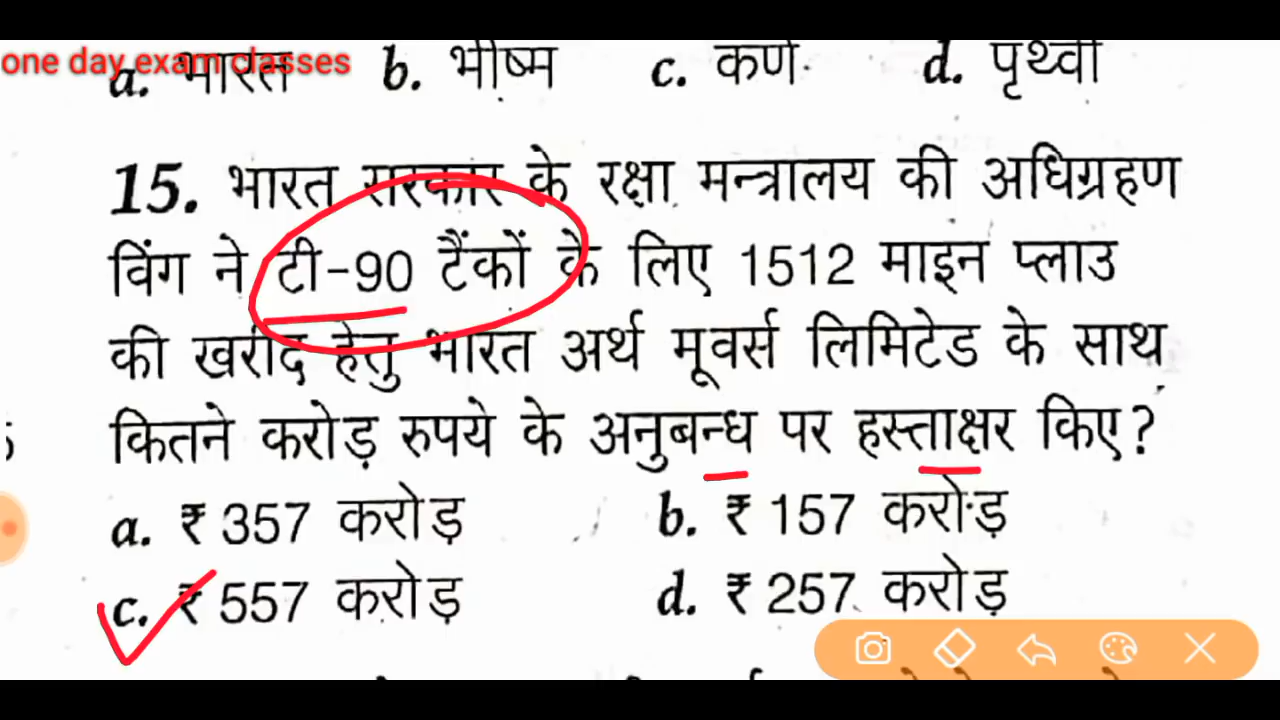 one day exam classes
a. भारत b. भीष्म c. कर्ण d. पृथ्वी
15. भारत सरकार के रक्षा मन्त्रालय की अधिग्रहण
विंग ने टी-90 टैंकों के लिए 1512 माइन प्लाउ
की खरीद हेतु भारत अर्थ मूवर्स लिमिटेड के साथ
कितने करोड़ रुपये के अनुबन्ध पर हस्ताक्षर किए?
a. ₹ 357 करोड़ b. ₹ 157 करोड़
c. ₹ 557 करोड़ d. ₹ 257 करोड़